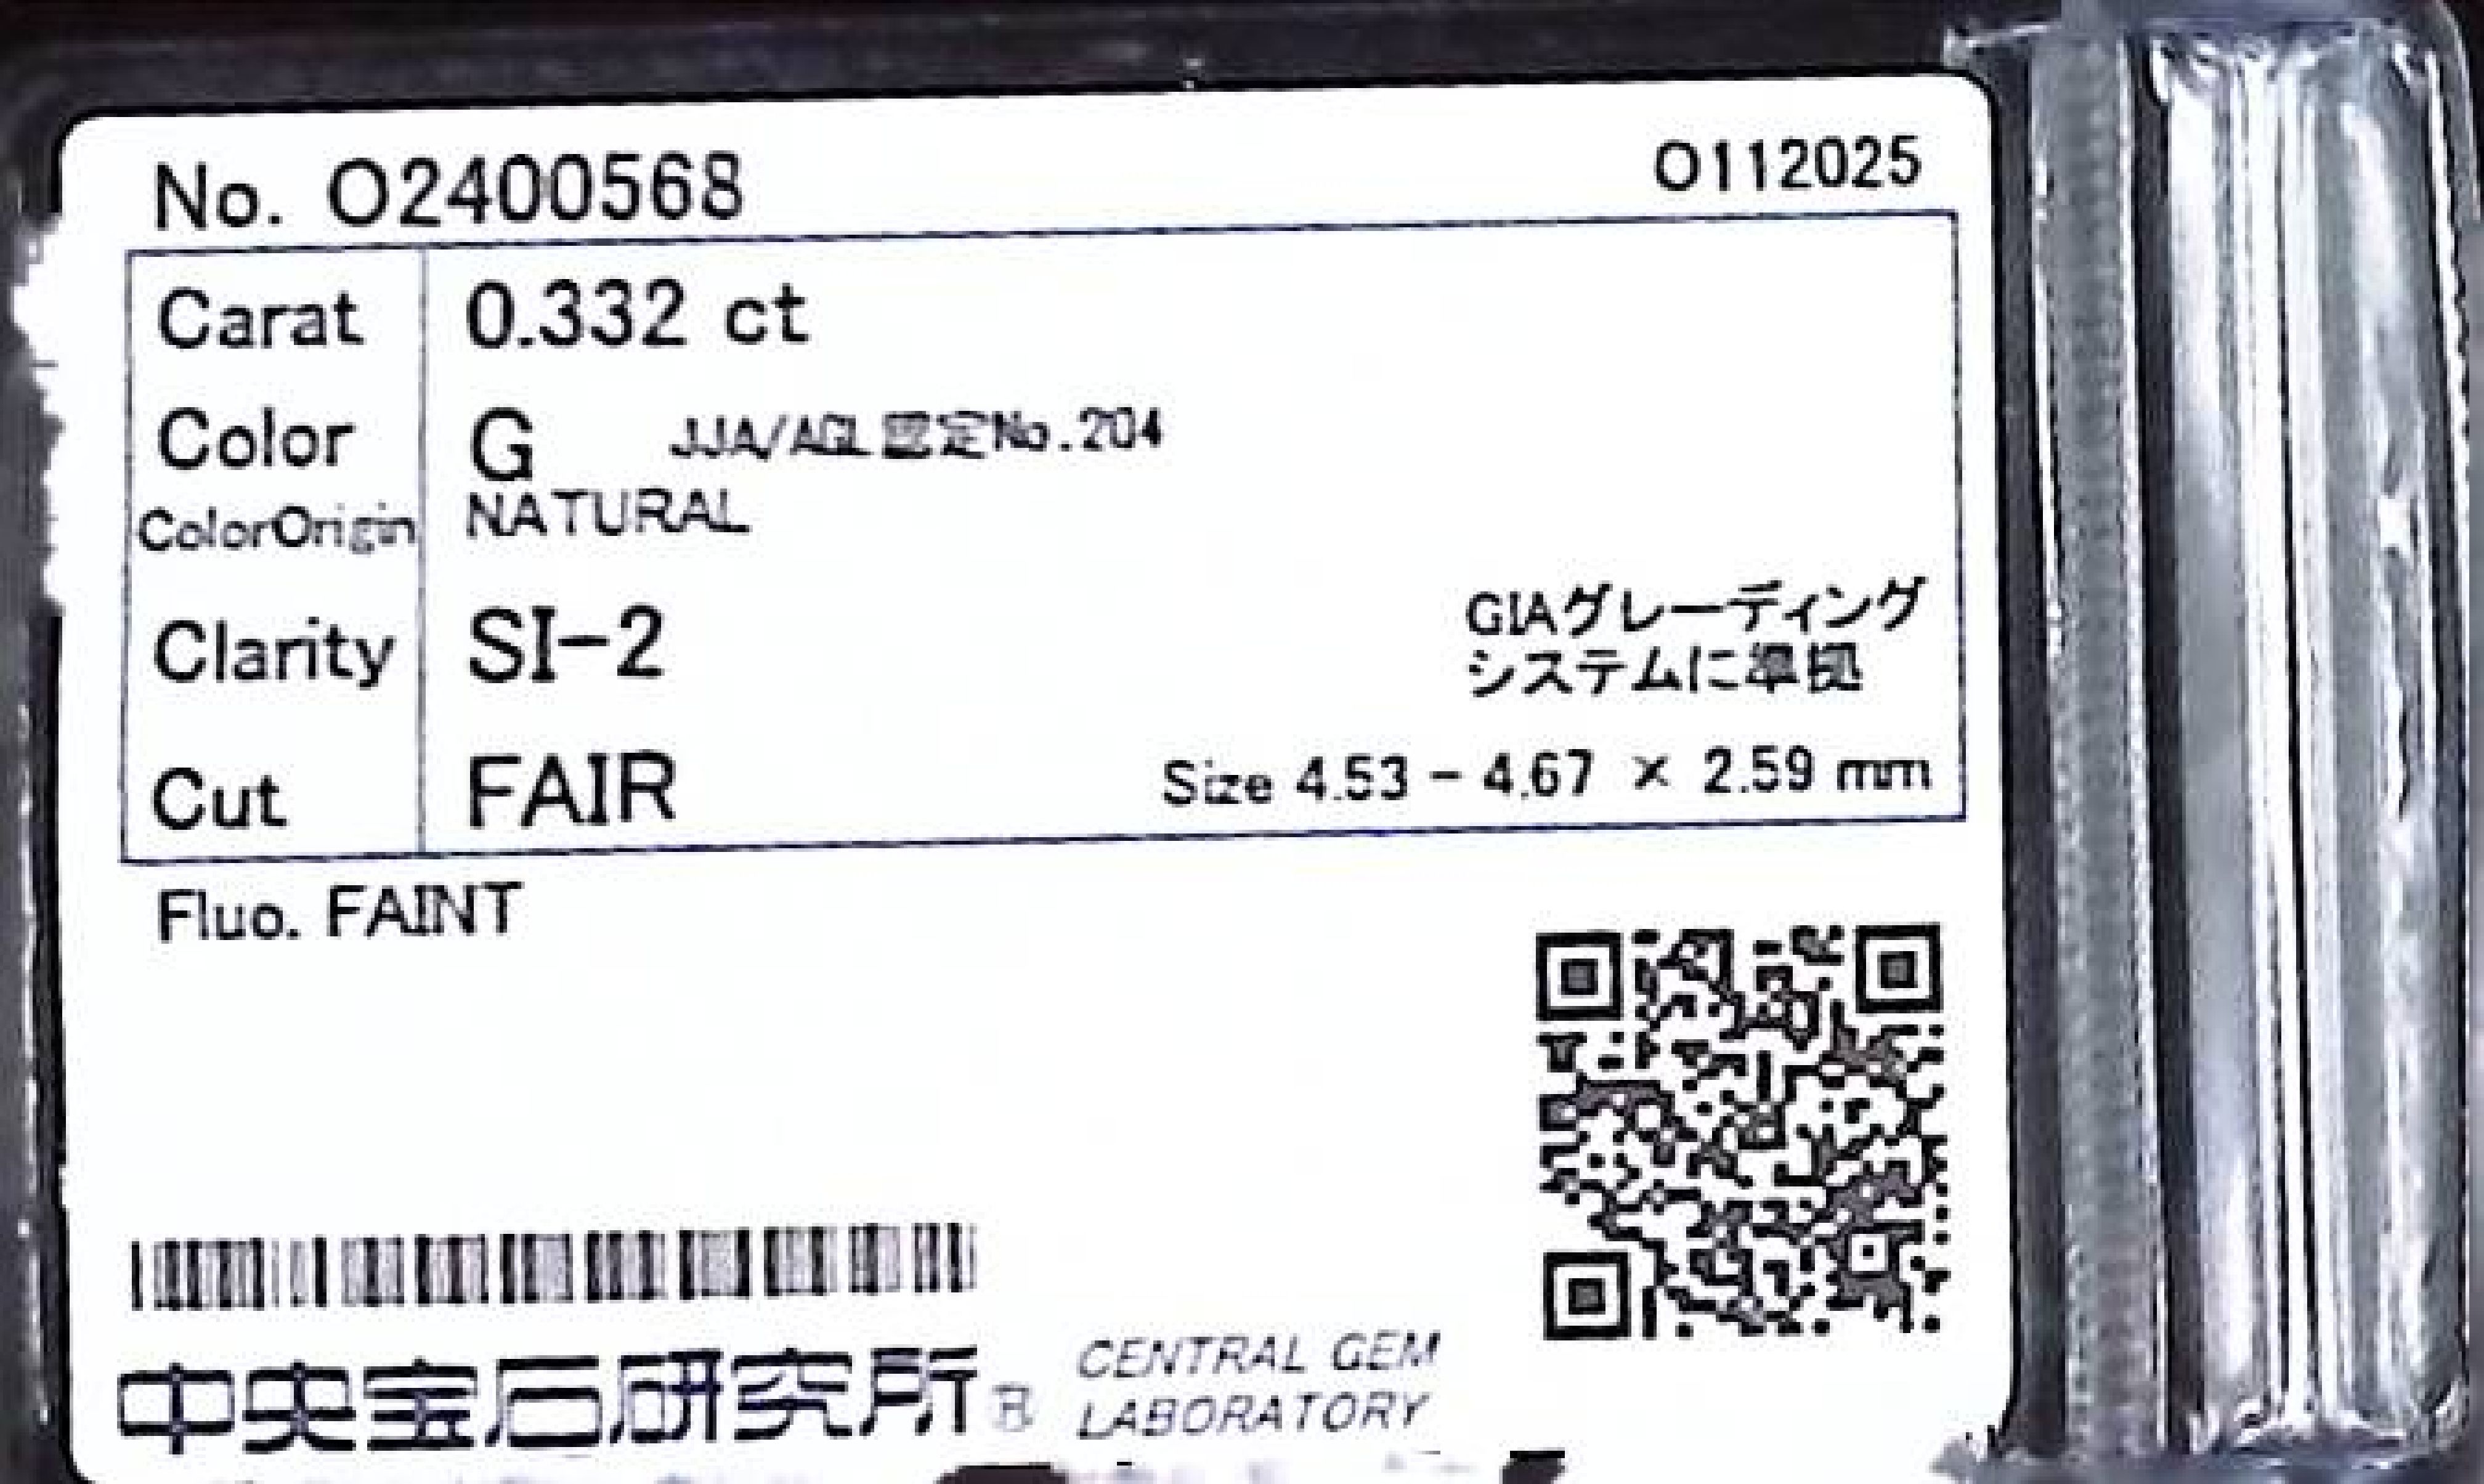 No. O2400568
O112025
Carat 0.332 ct
Color G JJA/AGL認定No.204
ColorOrigin NATURAL
Clarity SI-2
GIAグレーディング
システムに準拠
Cut FAIR
Size 4.53 - 4.67 × 2.59 mm
Fluo. FAINT
中央宝石研究所®
CENTRAL GEM
LABORATORY